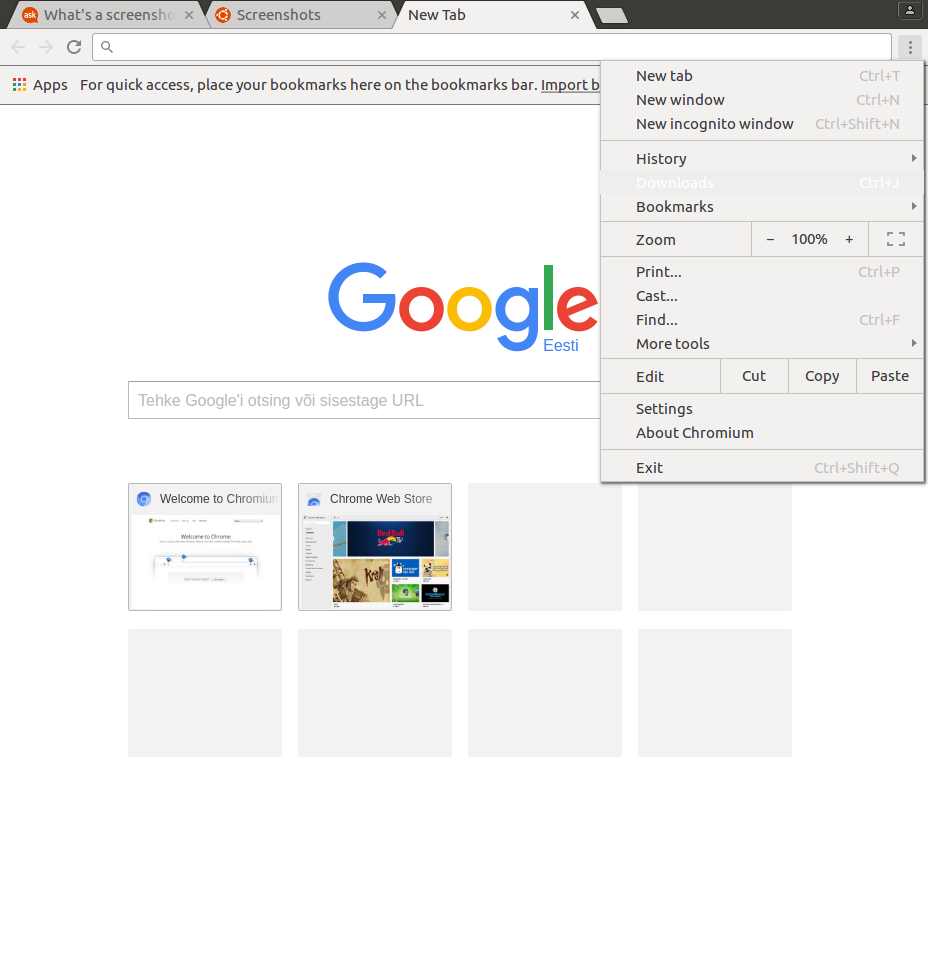 ask What's a screensho
Screenshots
New Tab
Apps For quick access, place your bookmarks here on the bookmarks bar. Import b
New tab Ctrl+T
New window Ctrl+N
New incognito window Ctrl+Shift+N
History
Downloads Ctrl+J
Bookmarks
Zoom − 100% +
Print... Ctrl+P
Cast...
Find... Ctrl+F
More tools
Edit Cut Copy Paste
Settings
About Chromium
Exit Ctrl+Shift+Q
Google
Eesti
Tehke Google'i otsing või sisestage URL
Welcome to Chromium
Chrome Web Store
Welcome to Chrome
Red Bull
TV